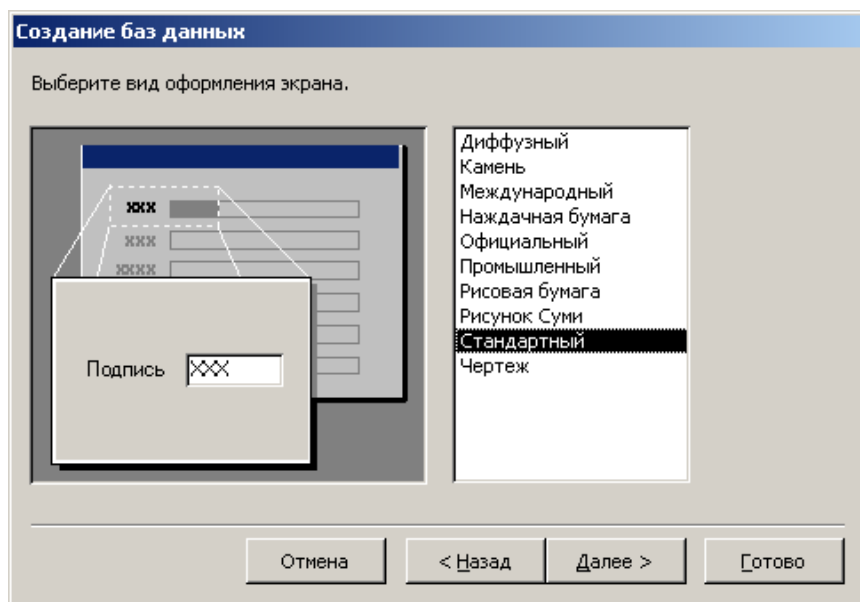 Создание баз данных
Выберите вид оформления экрана.
xxx
xxx
xxxx
Подпись XXX
Диффузный
Камень
Международный
Наждачная бумага
Официальный
Промышленный
Рисовая бумага
Рисунок Суми
Стандартный
Чертеж
Отмена
< Назад
Далее >
Готово